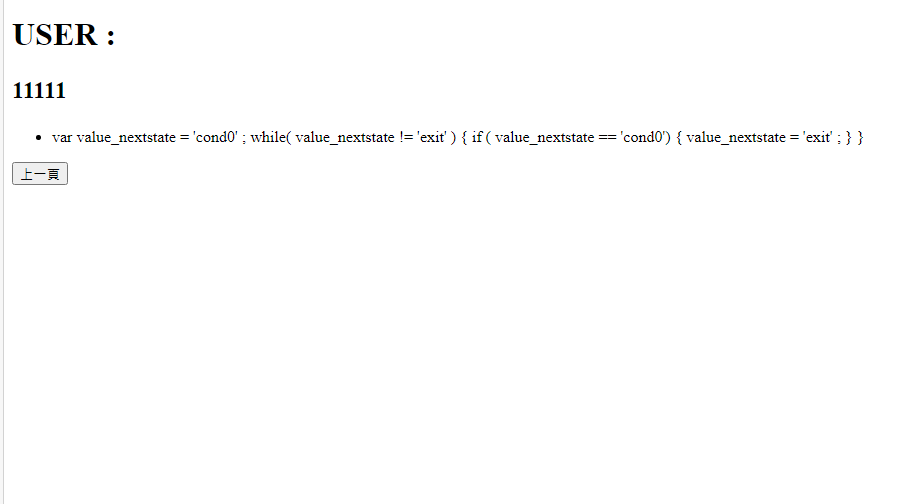 USER :
11111
var value_nextstate = 'cond0' ; while( value_nextstate != 'exit' ) { if ( value_nextstate == 'cond0') { value_nextstate = 'exit' ; } }
上一頁